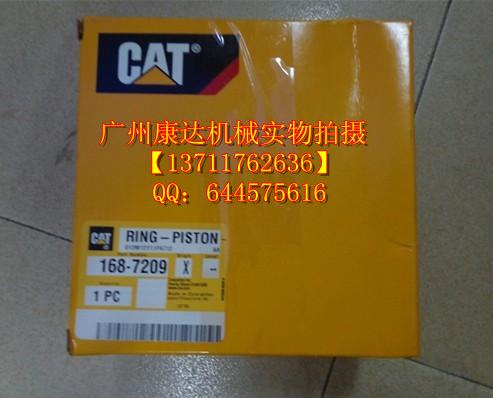 CAT®
广州康达机械实物拍摄
【13711762636】
QQ：644575616
CAT RING - PISTON -
168-7209 X --
1 PC